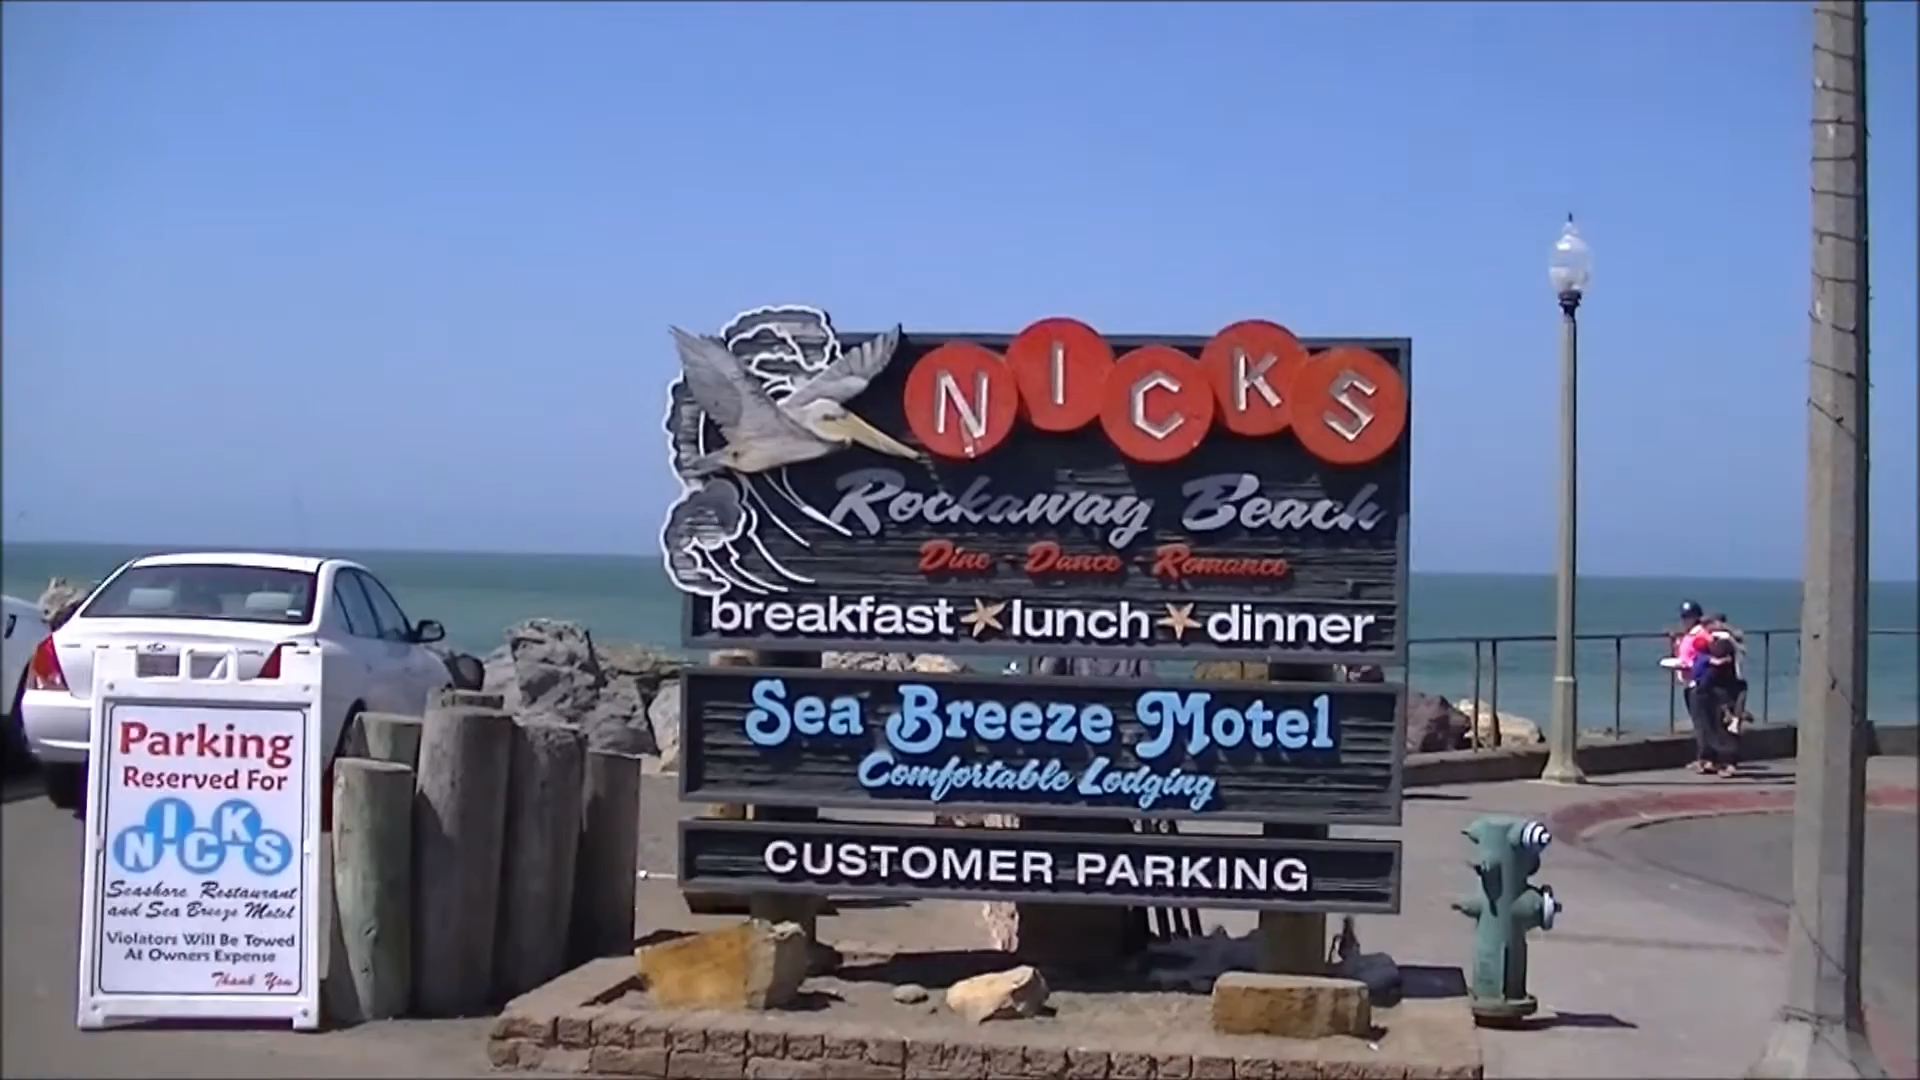 NICKS
Rockaway Beach
Dine - Dance - Romance
breakfast lunch dinner
Sea Breeze Motel
Comfortable Lodging
CUSTOMER PARKING
Parking
Reserved For
NICKS
Seashore Restaurant
and Sea Breeze Motel
Violators Will Be Towed
At Owners Expense
Thank You